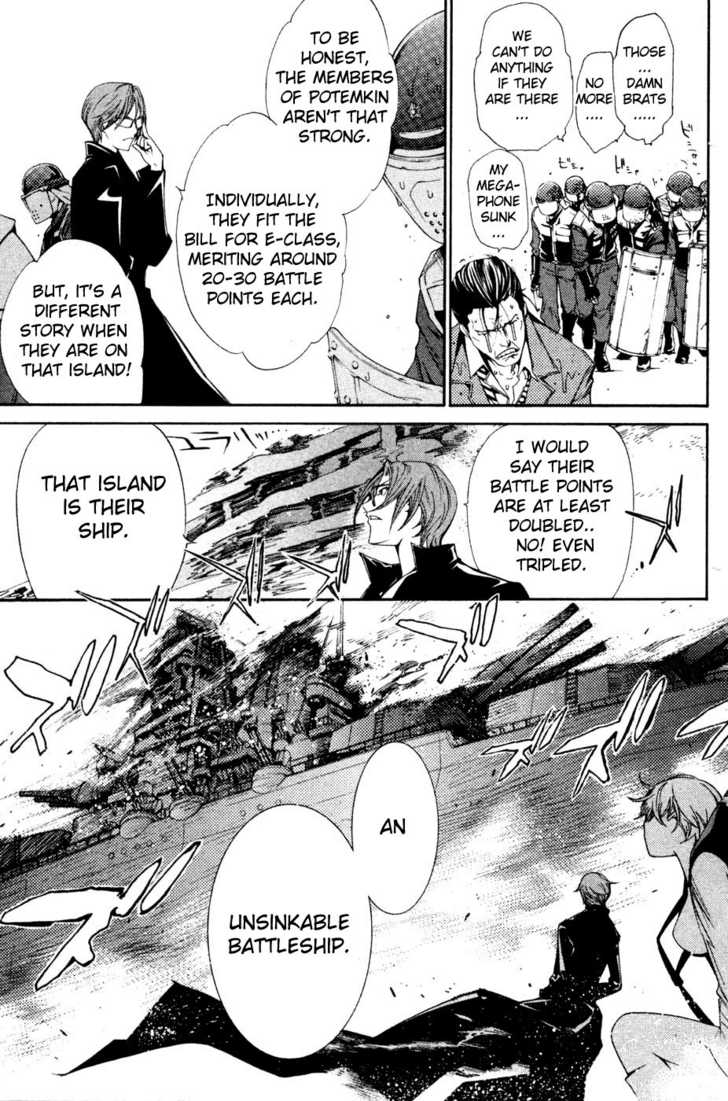 THOSE
...
DAMN
BRATS
.....
NO
MORE
....
WE
CAN'T DO
ANYTHING
IF THEY
ARE THERE
...
MY
MEGA-
PHONE
SUNK
...
TO BE
HONEST,
THE MEMBERS
OF POTEMKIN
AREN'T THAT
STRONG.
INDIVIDUALLY,
THEY FIT THE
BILL FOR E-CLASS,
MERITING AROUND
20-30 BATTLE
POINTS EACH.
BUT, IT'S A
DIFFERENT
STORY WHEN
THEY ARE ON
THAT ISLAND!
I WOULD
SAY THEIR
BATTLE POINTS
ARE AT LEAST
DOUBLED..
NO! EVEN
TRIPLED.
THAT ISLAND
IS THEIR
SHIP.
AN
UNSINKABLE
BATTLESHIP.